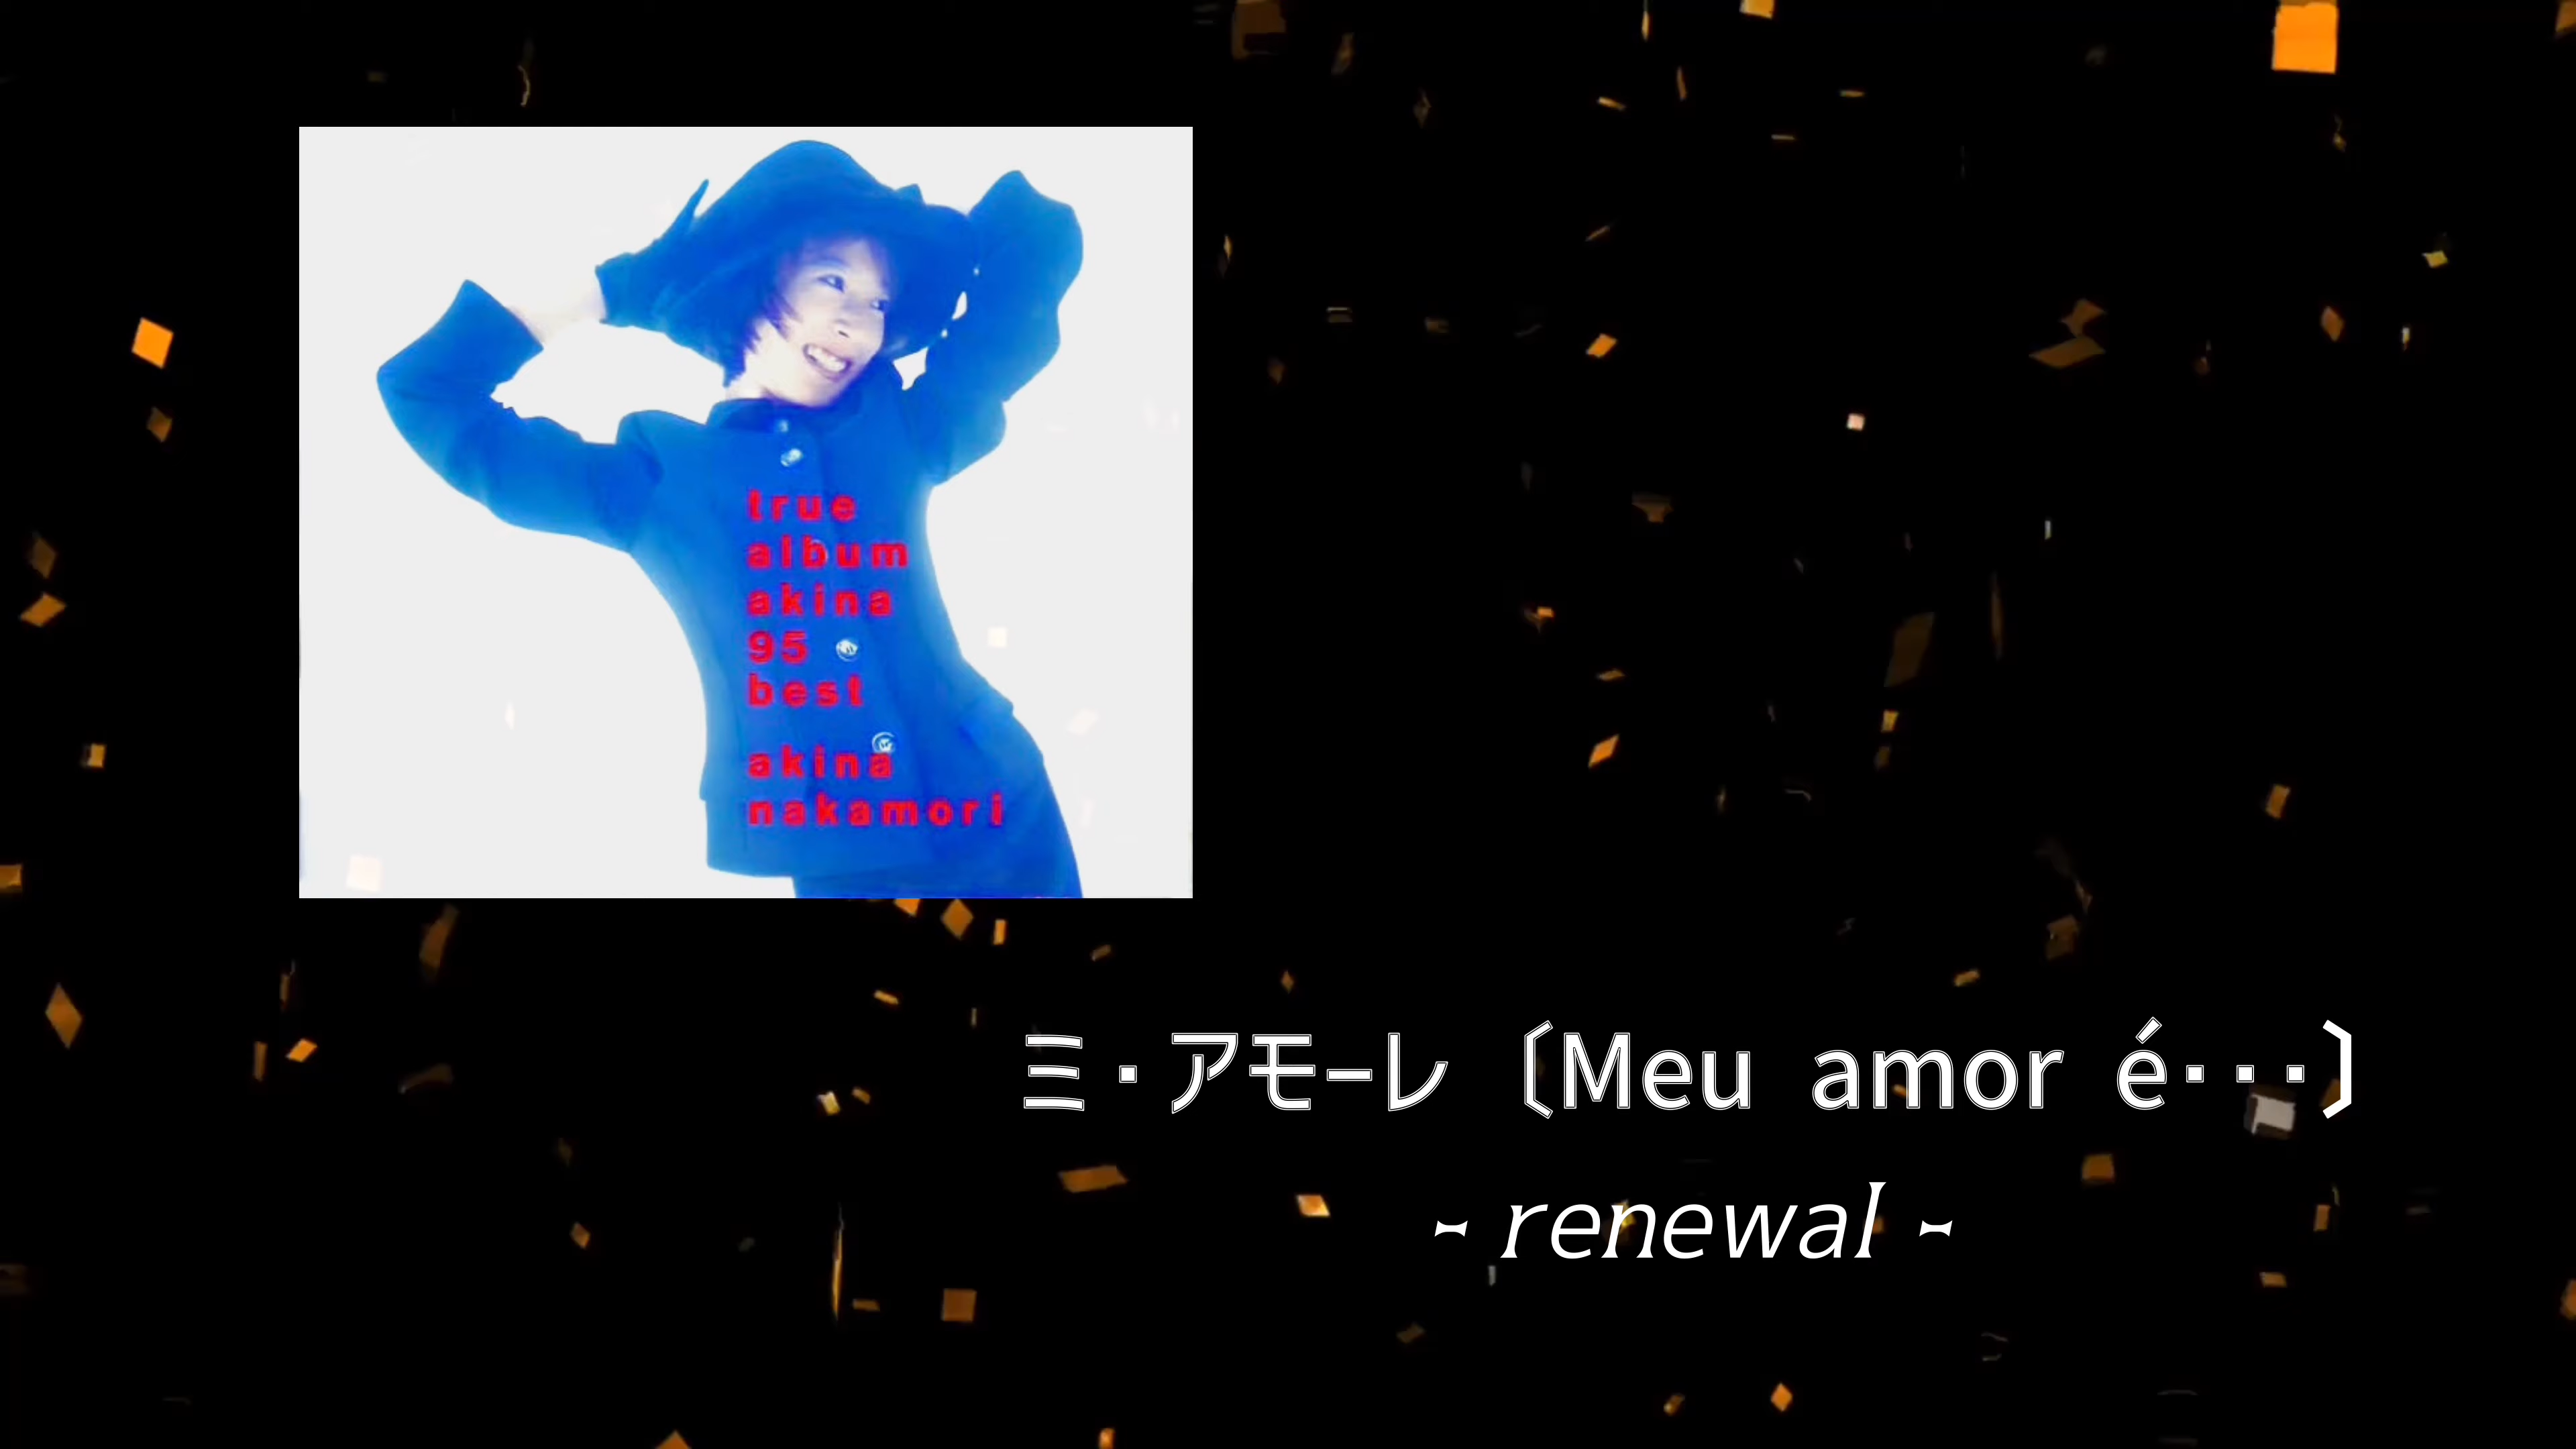 true
album
akina
95
best
akina
nakamori
ミ・アモーレ〔Meu amor é･･･〕
- renewal -